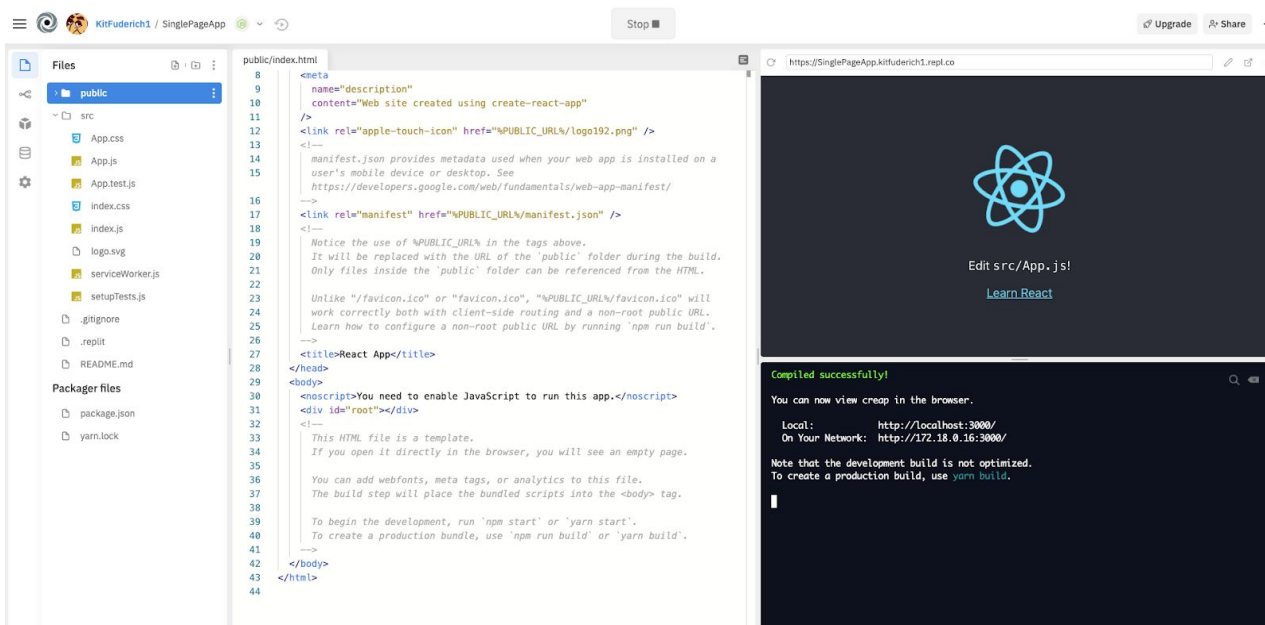 KitFuderich1 / SinglePageApp
Stop
Upgrade
Share
Files
public
src
App.css
App.js
App.test.js
index.css
index.js
logo.svg
serviceWorker.js
setupTests.js
.gitignore
.replit
README.md
Packager files
package.json
yarn.lock
public/index.html
8 <meta
9 name="description"
10 content="Web site created using create-react-app"
11 />
12 <link rel="apple-touch-icon" href="%PUBLIC_URL%/logo192.png" />
13 <!--
14 manifest.json provides metadata used when your web app is installed on a
15 user's mobile device or desktop. See
https://developers.google.com/web/fundamentals/web-app-manifest/
16 -->
17 <link rel="manifest" href="%PUBLIC_URL%/manifest.json" />
18 <!--
19 Notice the use of %PUBLIC_URL% in the tags above.
20 It will be replaced with the URL of the `public` folder during the build.
21 Only files inside the `public` folder can be referenced from the HTML.
22
23 Unlike "/favicon.ico" or "favicon.ico", "%PUBLIC_URL%/favicon.ico" will
24 work correctly both with client-side routing and a non-root public URL.
25 Learn how to configure a non-root public URL by running `npm run build`.
26 -->
27 <title>React App</title>
28 </head>
29 <body>
30 <noscript>You need to enable JavaScript to run this app.</noscript>
31 <div id="root"></div>
32 <!--
33 This HTML file is a template.
34 If you open it directly in the browser, you will see an empty page.
35
36 You can add webfonts, meta tags, or analytics to this file.
37 The build step will place the bundled scripts into the <body> tag.
38
39 To begin the development, run `npm start` or `yarn start`.
40 To create a production bundle, use `npm run build` or `yarn build`.
41 -->
42 </body>
43 </html>
44
https://SinglePageApp.kitfuderich1.repl.co
Edit src/App.js!
Learn React
Compiled successfully!
You can now view creap in the browser.
Local: http://localhost:3000/
On Your Network: http://172.18.0.16:3000/
Note that the development build is not optimized.
To create a production build, use yarn build.